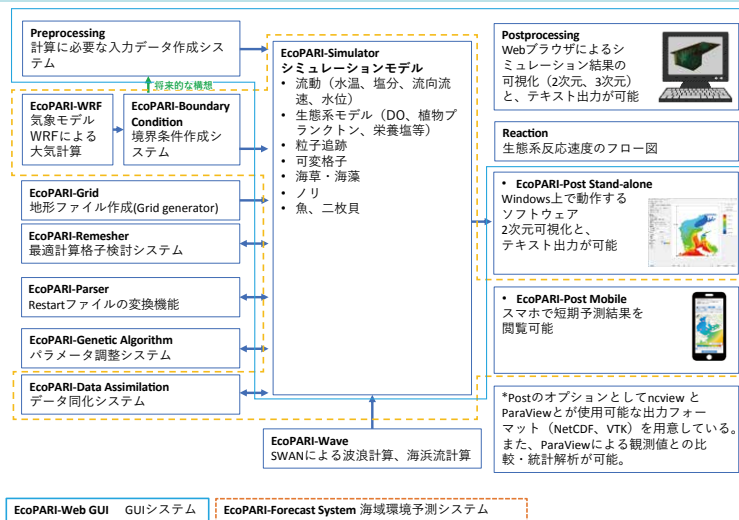 Preprocessing
計算に必要な入力データ作成シス
テム
将来的な構想
EcoPARI-WRF
気象モデル
WRFによる
大気計算
EcoPARI-Boundary
Condition
境界条件作成シ
ステム
EcoPARI-Grid
地形ファイル作成(Grid generator)
EcoPARI-Remesher
最適計算格子検討システム
EcoPARI-Parser
Restartファイルの変換機能
EcoPARI-Genetic Algorithm
パラメータ調整システム
EcoPARI-Data Assimilation
データ同化システム
EcoPARI-Simulator
シミュレーションモデル
• 流動（水温、塩分、流向流
速、水位）
• 生態系モデル（DO、植物プ
ランクトン、栄養塩等）
• 粒子追跡
• 可変格子
• 海草・海藻
• ノリ
• 魚、二枚貝
EcoPARI-Wave
SWANによる波浪計算、海浜流計算
Postprocessing
Webブラウザによるシ
ミュレーション結果の
可視化（2次元、3次元）
と、テキスト出力が可能
Reaction
生態系反応速度のフロー図
• EcoPARI-Post Stand-alone
Windows上で動作する
ソフトウェア
2次元可視化と、
テキスト出力が可能
• EcoPARI-Post Mobile
スマホで短期予測結果を
閲覧可能
*Postのオプションとしてncview と
ParaViewとが使用可能な出力フォー
マット（NetCDF、VTK）を用意している。
また、ParaViewによる観測値との比
較・統計解析が可能。
EcoPARI-Web GUI GUIシステム
EcoPARI-Forecast System 海域環境予測システム